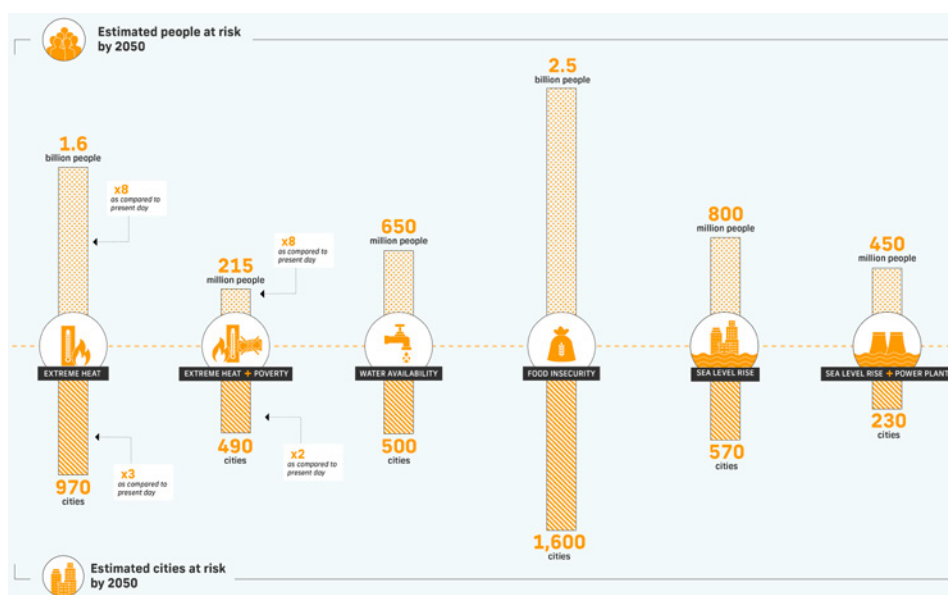 Estimated people at risk
by 2050
1.6
billion people
x8
as compared to
present day
EXTREME HEAT
x3
as compared to
present day
970
cities
215
million people
x8
as compared to
present day
EXTREME HEAT + POVERTY
x2
as compared to
present day
490
cities
650
million people
WATER AVAILABILITY
500
cities
2.5
billion people
FOOD INSECURITY
1,600
cities
800
million people
SEA LEVEL RISE
570
cities
450
million people
SEA LEVEL RISE + POWER PLANT
230
cities
Estimated cities at risk
by 2050